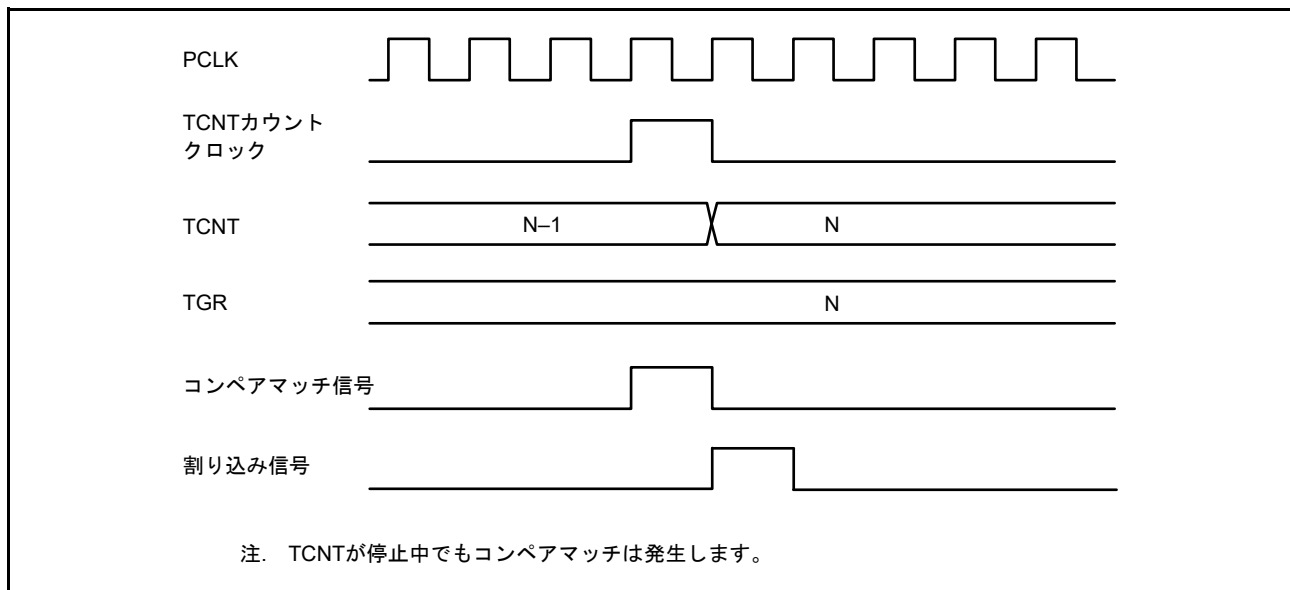 PCLK
TCNTカウント
クロック
TCNT
N–1
N
TGR
N
コンペアマッチ信号
割り込み信号
注. TCNTが停止中でもコンペアマッチは発生します。